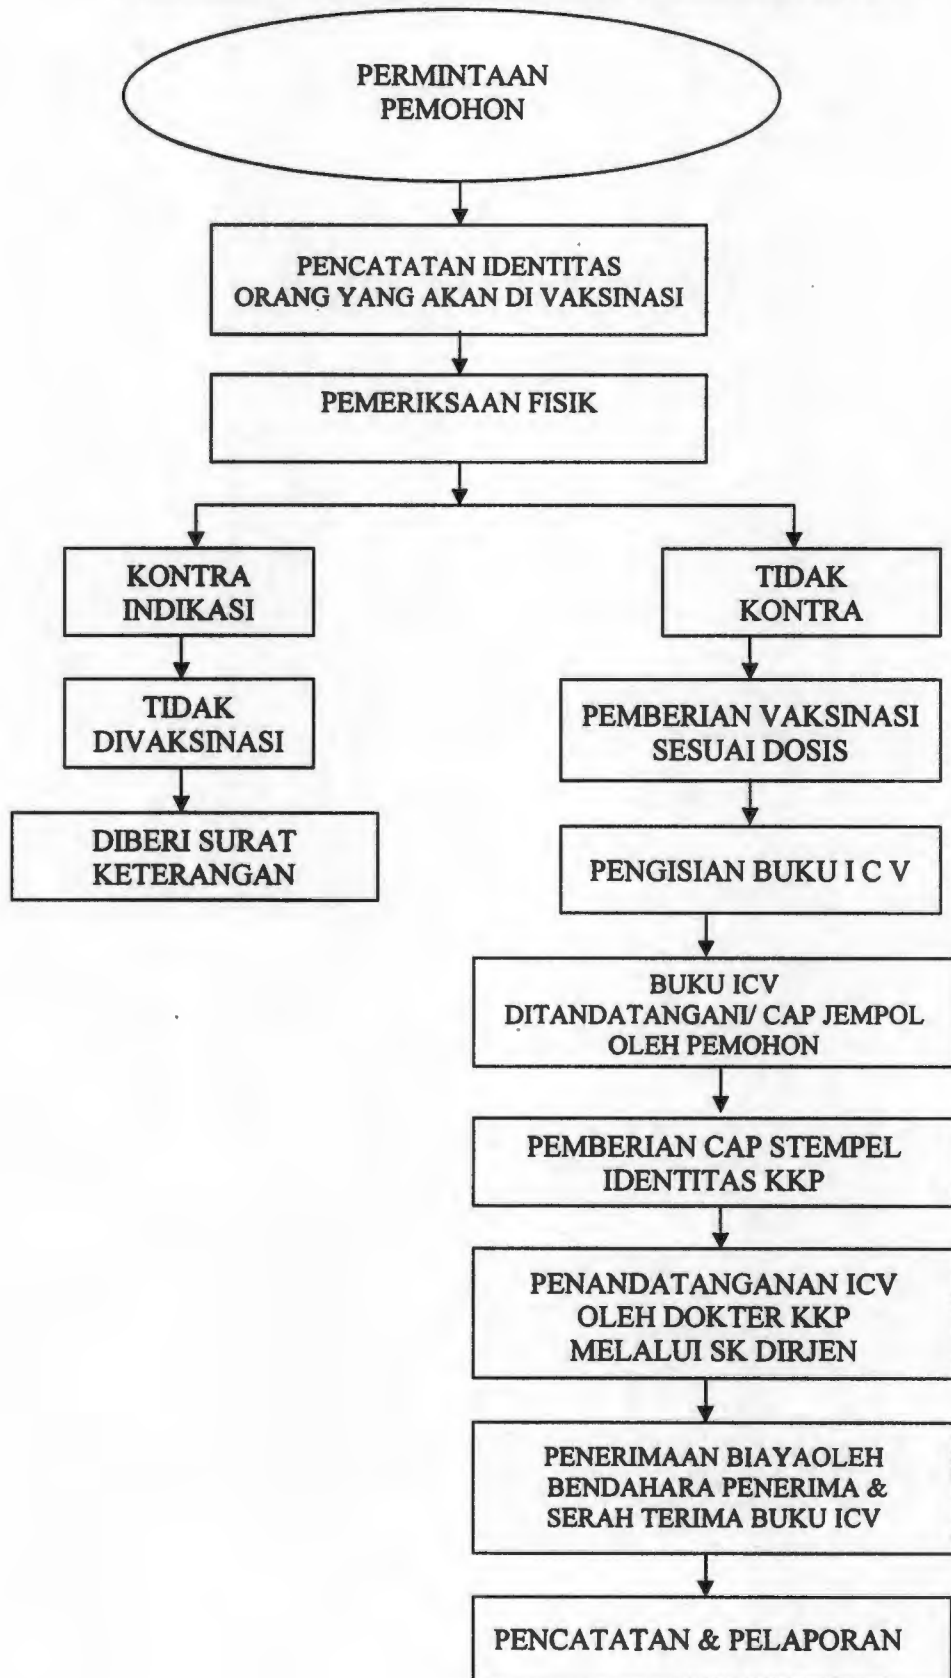 PERMINTAAN
PEMOHON
PENCATATAN IDENTITAS
ORANG YANG AKAN DI VAKSINASI
PEMERIKSAAN FISIK
KONTRA
INDIKASI
TIDAK
DIVAKSINASI
DIBERI SURAT
KETERANGAN
TIDAK
KONTRA
PEMBERIAN VAKSINASI
SESUAI DOSIS
PENGISIAN BUKU I C V
BUKU ICV
DITANDATANGANI/ CAP JEMPOL
OLEH PEMOHON
PEMBERIAN CAP STEMPEL
IDENTITAS KKP
PENANDATANGANAN ICV
OLEH DOKTER KKP
MELALUI SK DIRJEN
PENERIMAAN BIAYAOLEH
BENDAHARA PENERIMA &
SERAH TERIMA BUKU ICV
PENCATATAN & PELAPORAN